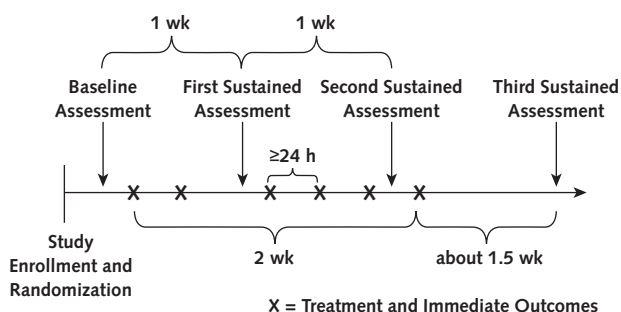 1 wk 1 wk
Baseline Assessment
First Sustained Assessment
Second Sustained Assessment
Third Sustained Assessment
≥24 h
X X X X X X
Study
Enrollment and
Randomization
2 wk
about 1.5 wk
X = Treatment and Immediate Outcomes